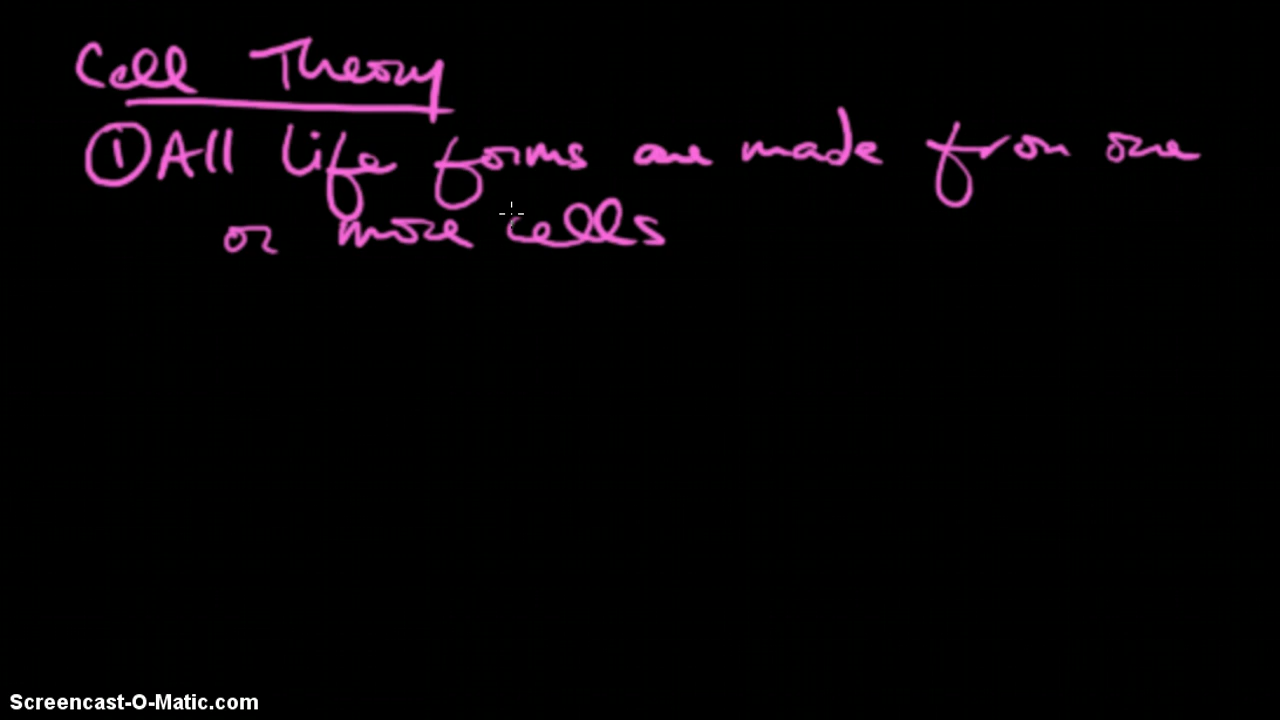 Cell Theory
① All life forms are made from one
or more cells
Screencast-O-Matic.com